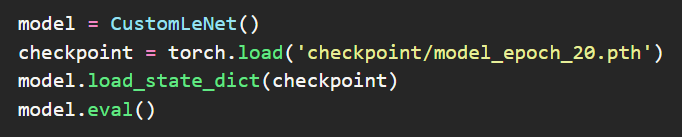 model = CustomLeNet()
checkpoint = torch.load('checkpoint/model_epoch_20.pth')
model.load_state_dict(checkpoint)
model.eval()